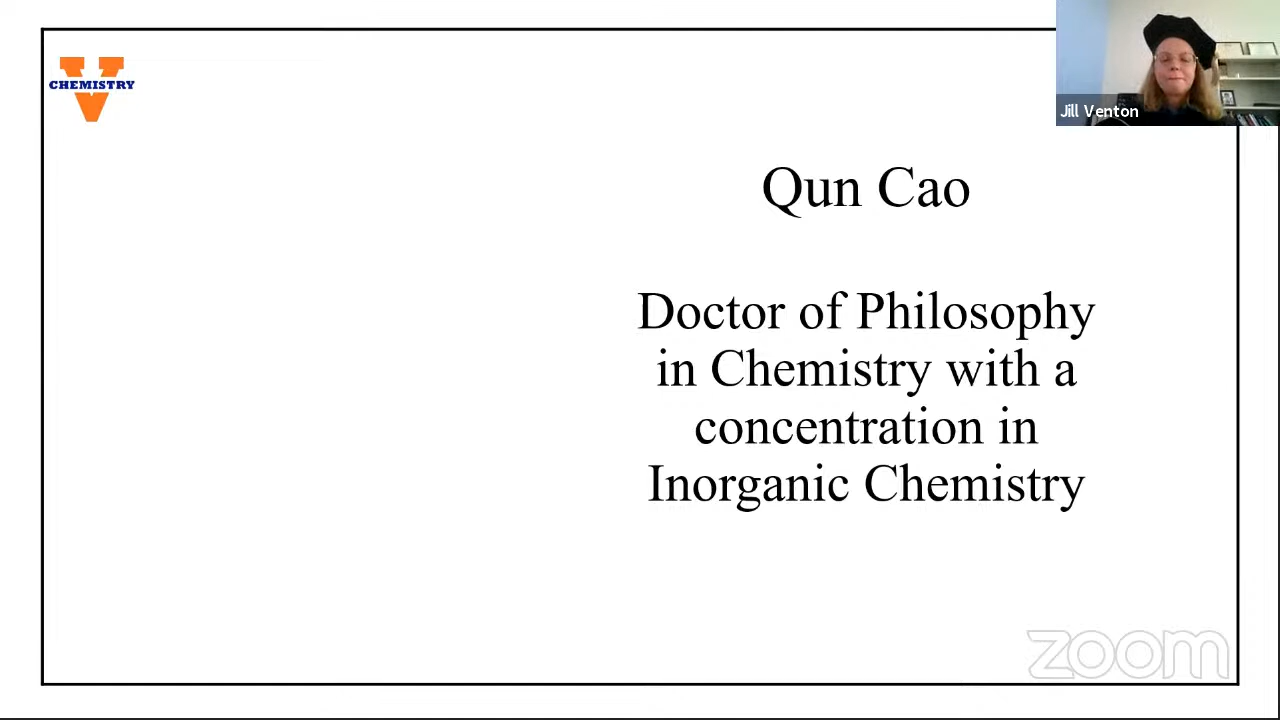 CHEMISTRY
Jill Venton
Qun Cao
Doctor of Philosophy
in Chemistry with a
concentration in
Inorganic Chemistry
zoom